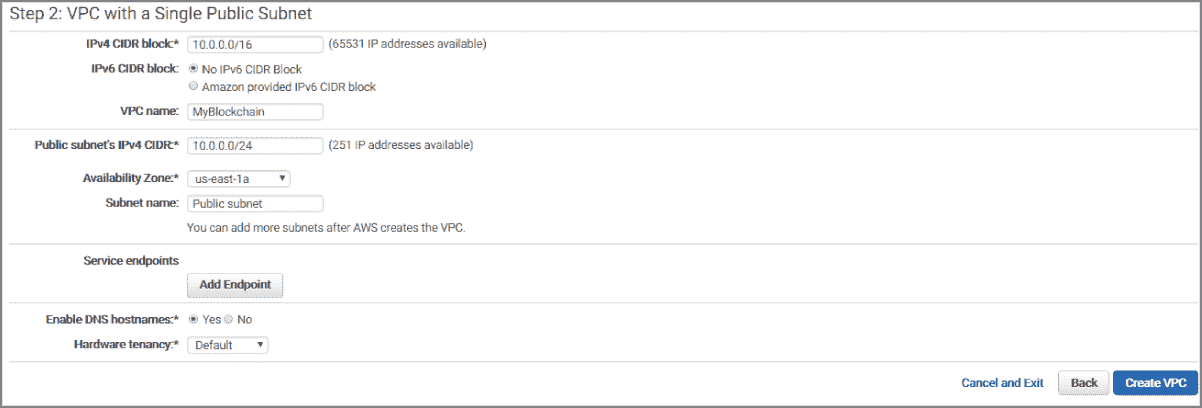 Step 2: VPC with a Single Public Subnet
IPv4 CIDR block:* 10.0.0.0/16 (65531 IP addresses available)
IPv6 CIDR block: No IPv6 CIDR Block
Amazon provided IPv6 CIDR block
VPC name: MyBlockchain
Public subnet's IPv4 CIDR:* 10.0.0.0/24 (251 IP addresses available)
Availability Zone:* us-east-1a
Subnet name: Public subnet
You can add more subnets after AWS creates the VPC.
Service endpoints
Add Endpoint
Enable DNS hostnames:* Yes No
Hardware tenancy:* Default
Cancel and Exit Back Create VPC